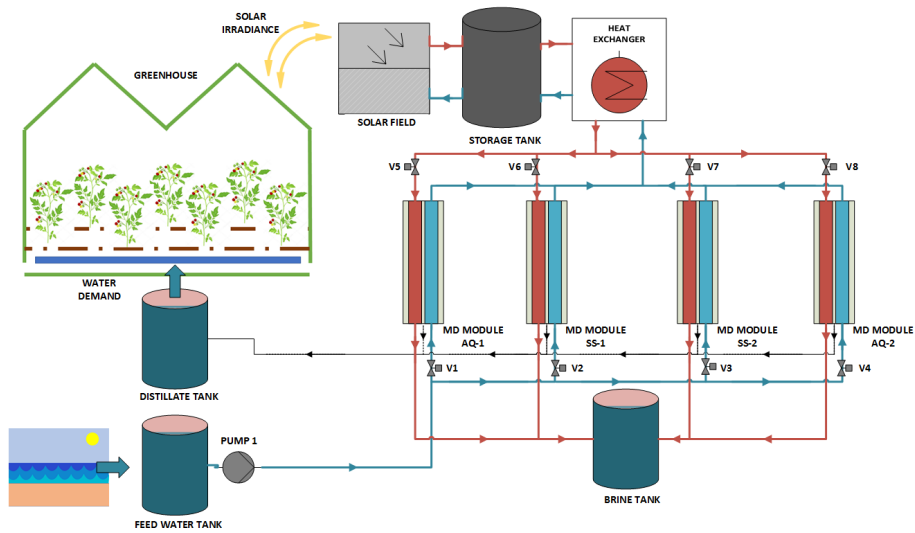 SOLAR
IRRADIANCE
HEAT
EXCHANGER
GREENHOUSE
SOLAR FIELD
STORAGE TANK
V5
V6
V7
V8
WATER
DEMAND
MD MODULE
AQ-1
MD MODULE
SS-1
MD MODULE
SS-2
MD MODULE
AQ-2
V1
V2
V3
V4
DISTILLATE TANK
PUMP 1
BRINE TANK
FEED WATER TANK